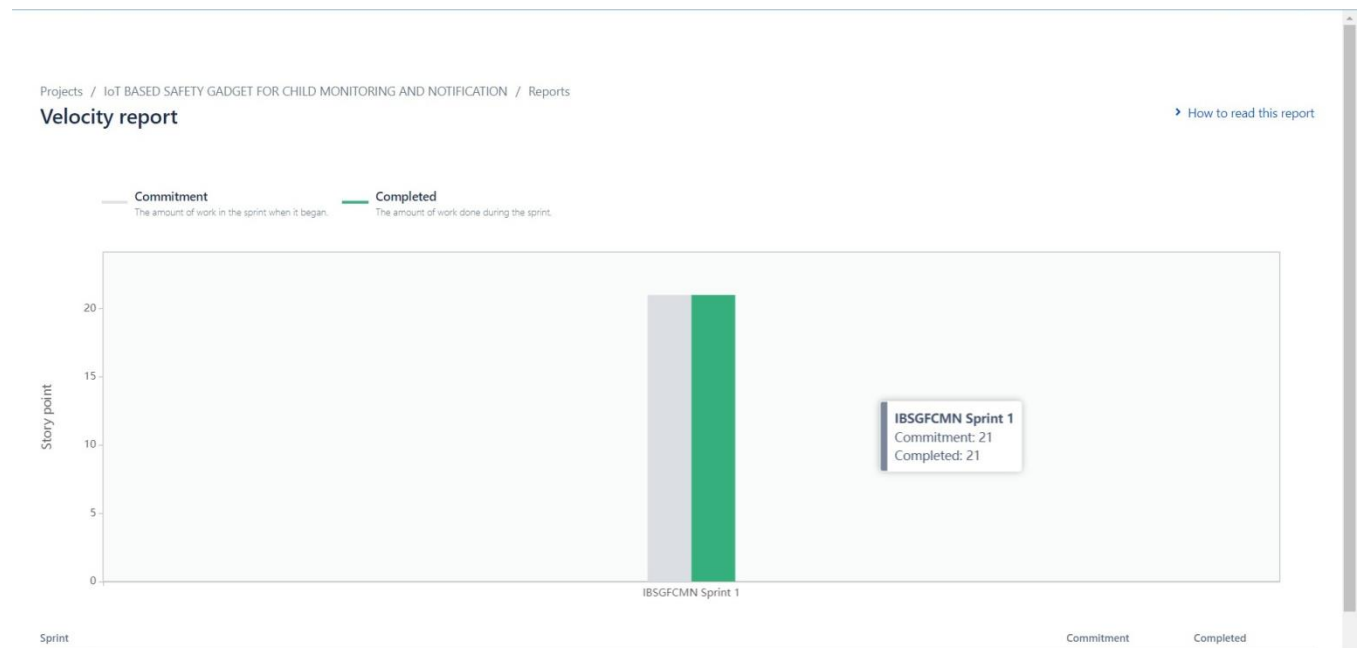 Projects / IoT BASED SAFETY GADGET FOR CHILD MONITORING AND NOTIFICATION / Reports
Velocity report
How to read this report
Commitment
The amount of work in the sprint when it began.
Completed
The amount of work done during the sprint.
Story point
20
15
10
5
0
IBSGFCMN Sprint 1
Commitment: 21
Completed: 21
IBSGFCMN Sprint 1
Sprint Commitment Completed